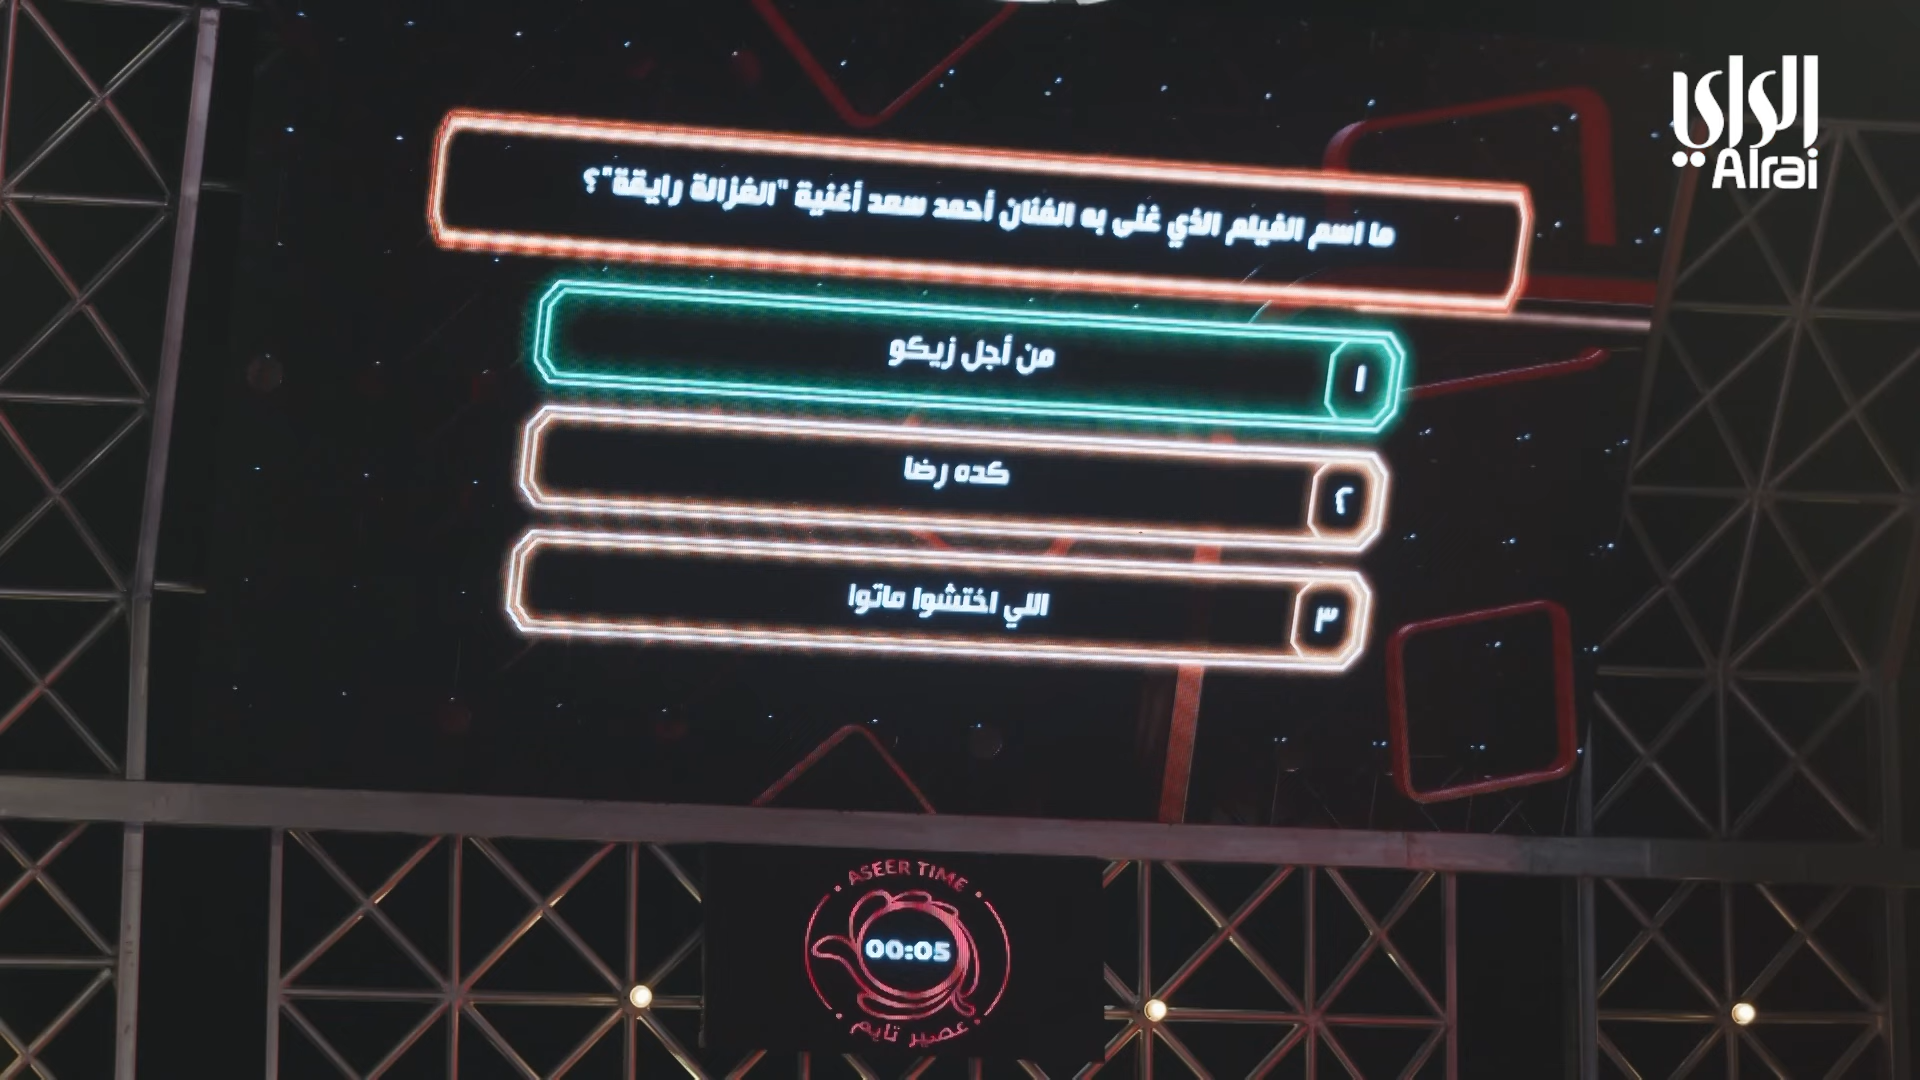 الراي
Alrai
ما اسم الفيلم الذي غنى به الفنان أحمد سعد أغنية "الغزالة رايقة"؟
١ من أجل زيكو
٢ كده رضا
٣ اللي اختشوا ماتوا
ASEER TIME
00:05
عصير تايم